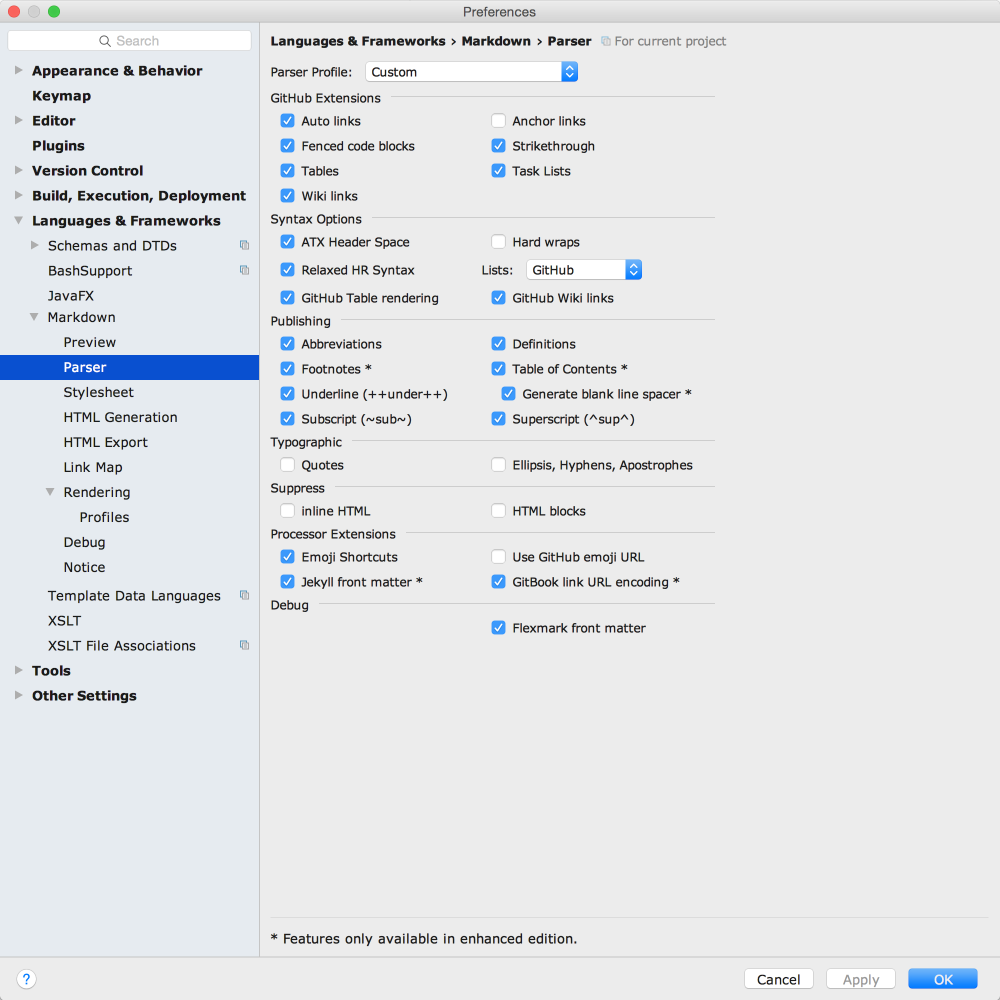 Preferences
Search
Appearance & Behavior
Keymap
Editor
Plugins
Version Control
Build, Execution, Deployment
Languages & Frameworks
Schemas and DTDs
BashSupport
JavaFX
Markdown
Preview
Parser
Stylesheet
HTML Generation
HTML Export
Link Map
Rendering
Profiles
Debug
Notice
Template Data Languages
XSLT
XSLT File Associations
Tools
Other Settings
Languages & Frameworks › Markdown › Parser For current project
Parser Profile: Custom
GitHub Extensions
Auto links Anchor links
Fenced code blocks Strikethrough
Tables Task Lists
Wiki links
Syntax Options
ATX Header Space Hard wraps
Relaxed HR Syntax Lists: GitHub
GitHub Table rendering GitHub Wiki links
Publishing
Abbreviations Definitions
Footnotes * Table of Contents *
Underline (++under++) Generate blank line spacer *
Subscript (~sub~) Superscript (^sup^)
Typographic
Quotes Ellipsis, Hyphens, Apostrophes
Suppress
inline HTML HTML blocks
Processor Extensions
Emoji Shortcuts Use GitHub emoji URL
Jekyll front matter * GitBook link URL encoding *
Debug
Flexmark front matter
* Features only available in enhanced edition.
? Cancel Apply OK